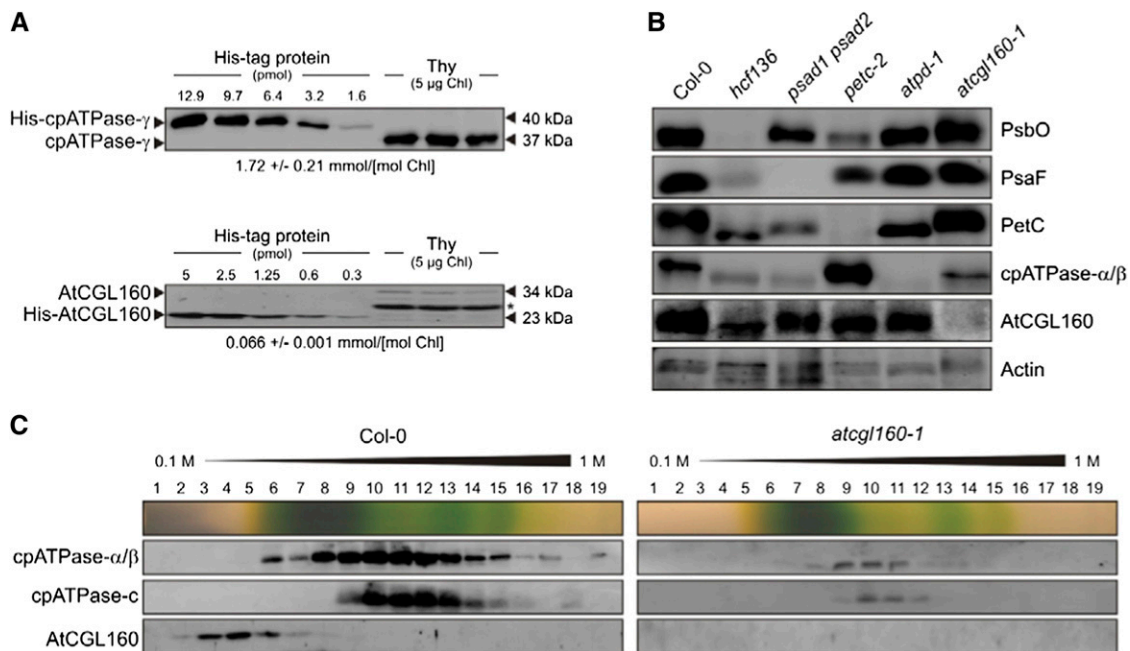 A
His-tag protein
(pmol)
Thy
(5 µg Chl)
12.9 9.7 6.4 3.2 1.6
His-cpATPase-γ
40 kDa
cpATPase-γ
37 kDa
1.72 +/- 0.21 mmol/[mol Chl]
His-tag protein
(pmol)
Thy
(5 µg Chl)
5 2.5 1.25 0.6 0.3
AtCGL160
34 kDa
*
His-AtCGL160
23 kDa
0.066 +/- 0.001 mmol/[mol Chl]
B
Col-0 hcf136 psad1 psad2 petc-2 atpd-1 atcgl160-1
PsbO
PsaF
PetC
cpATPase-α/β
AtCGL160
Actin
C
Col-0
0.1 M 1 M
1 2 3 4 5 6 7 8 9 10 11 12 13 14 15 16 17 18 19
atcgl160-1
0.1 M 1 M
1 2 3 4 5 6 7 8 9 10 11 12 13 14 15 16 17 18 19
cpATPase-α/β
cpATPase-c
AtCGL160